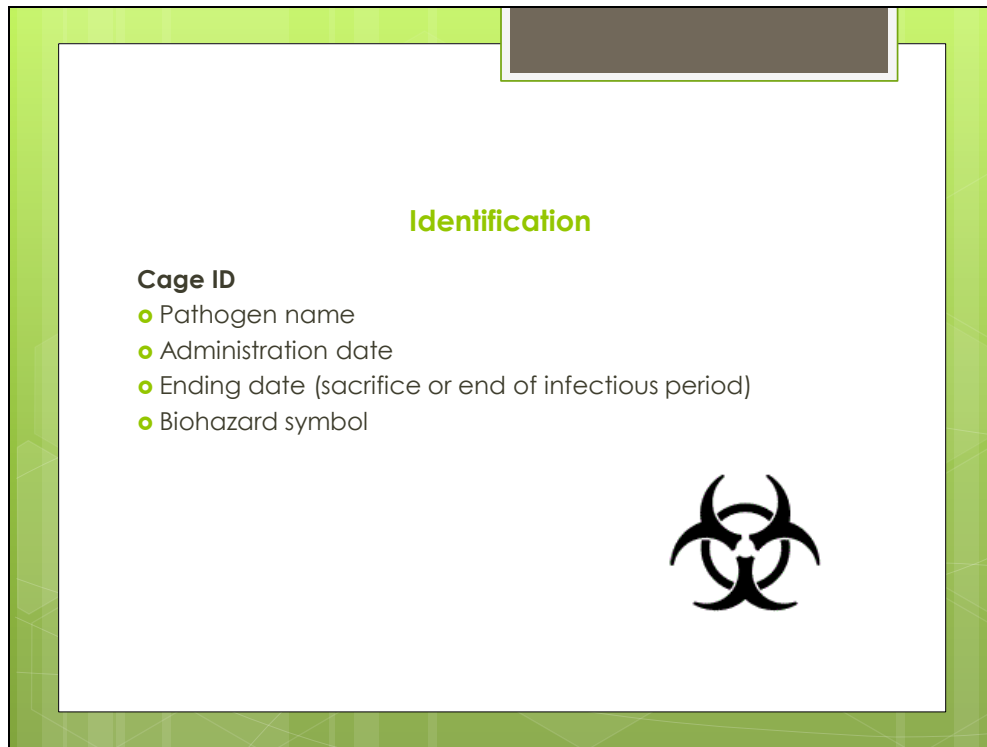 Identification
Cage ID
Pathogen name
Administration date
Ending date (sacrifice or end of infectious period)
Biohazard symbol